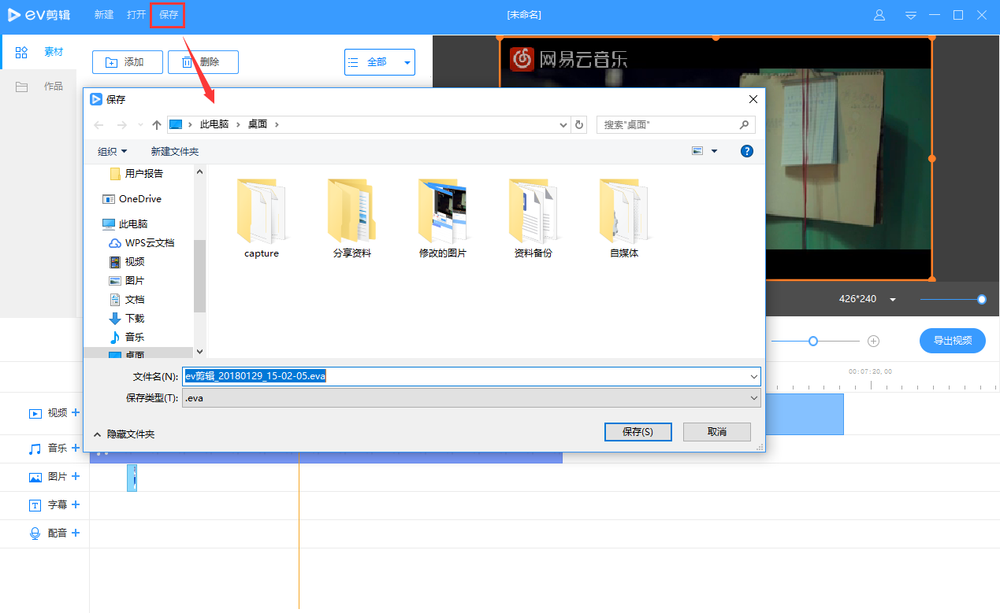 ev剪辑 新建 打开 保存 [未命名]
素材
添加 删除 全部
作品
网易云音乐
保存
此电脑 桌面 搜索"桌面"
组织 新建文件夹
用户报告
OneDrive
此电脑
WPS云文档
视频
图片
文档
下载
音乐
桌面
capture 分享资料 修改的图片 资料备份 自媒体
文件名(N): ev剪辑_20180129_15-02-05.eva
保存类型(T): .eva
隐藏文件夹 保存(S) 取消
426*240
导出视频
00:07:20,00
视频
音乐
图片
字幕
配音